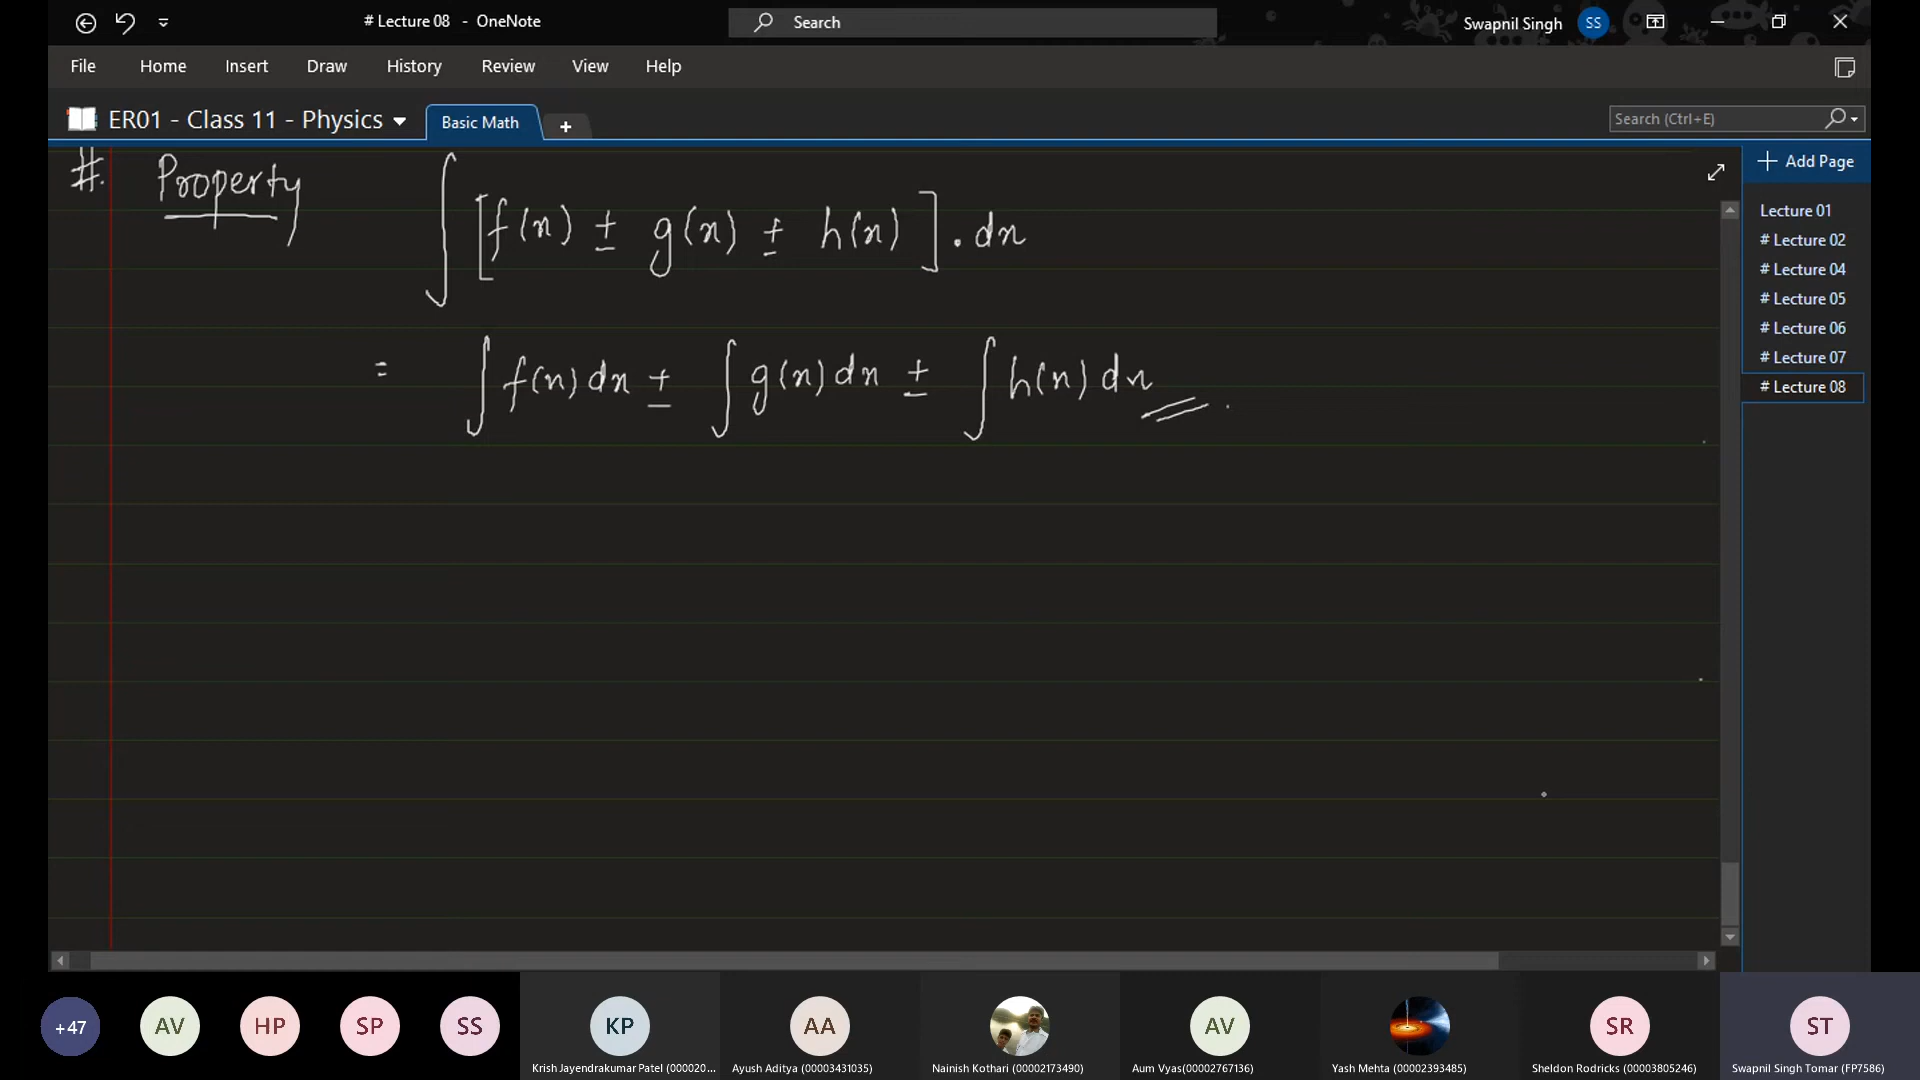 # Lecture 08 - OneNote
Search
Swapnil Singh
SS
File Home Insert Draw History Review View Help
ER01 - Class 11 - Physics
Basic Math
+
Search (Ctrl+E)
#. Property
∫ [f(x) ± g(x) ± h(x)] . dx
= ∫ f(x) dx ± ∫ g(x) dx ± ∫ h(x) dx
Add Page
Lecture 01
# Lecture 02
# Lecture 04
# Lecture 05
# Lecture 06
# Lecture 07
# Lecture 08
+47 AV HP SP SS KP AA AV SR ST
Krish Jayendrakumar Patel (000020... Ayush Aditya (00003431035) Nainish Kothari (00002173490) Aum Vyas(00002767136) Yash Mehta (00002393485) Sheldon Rodricks (00003805246) Swapnil Singh Tomar (FP7586)